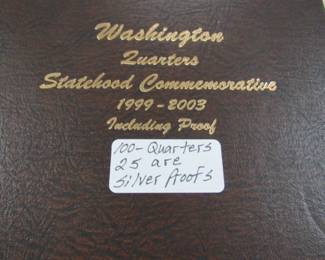 Washington
Quarters
Statehood Commemorative
1999-2003
Including Proof
100-Quarters
25 are
Silver Proofs